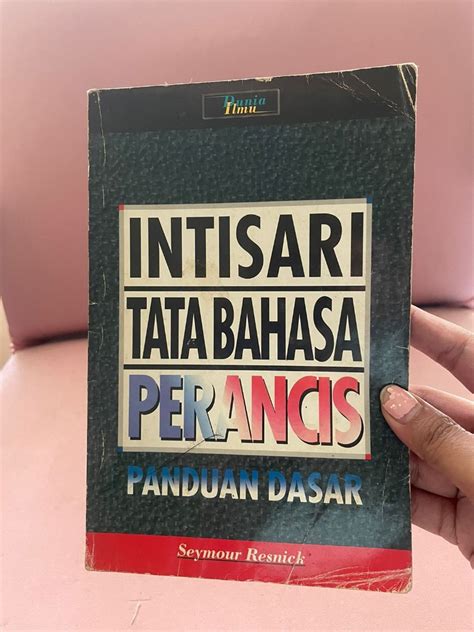 Dunia
Ilmu
INTISARI
TATA BAHASA
PERANCIS
PANDUAN DASAR
Seymour Resnick